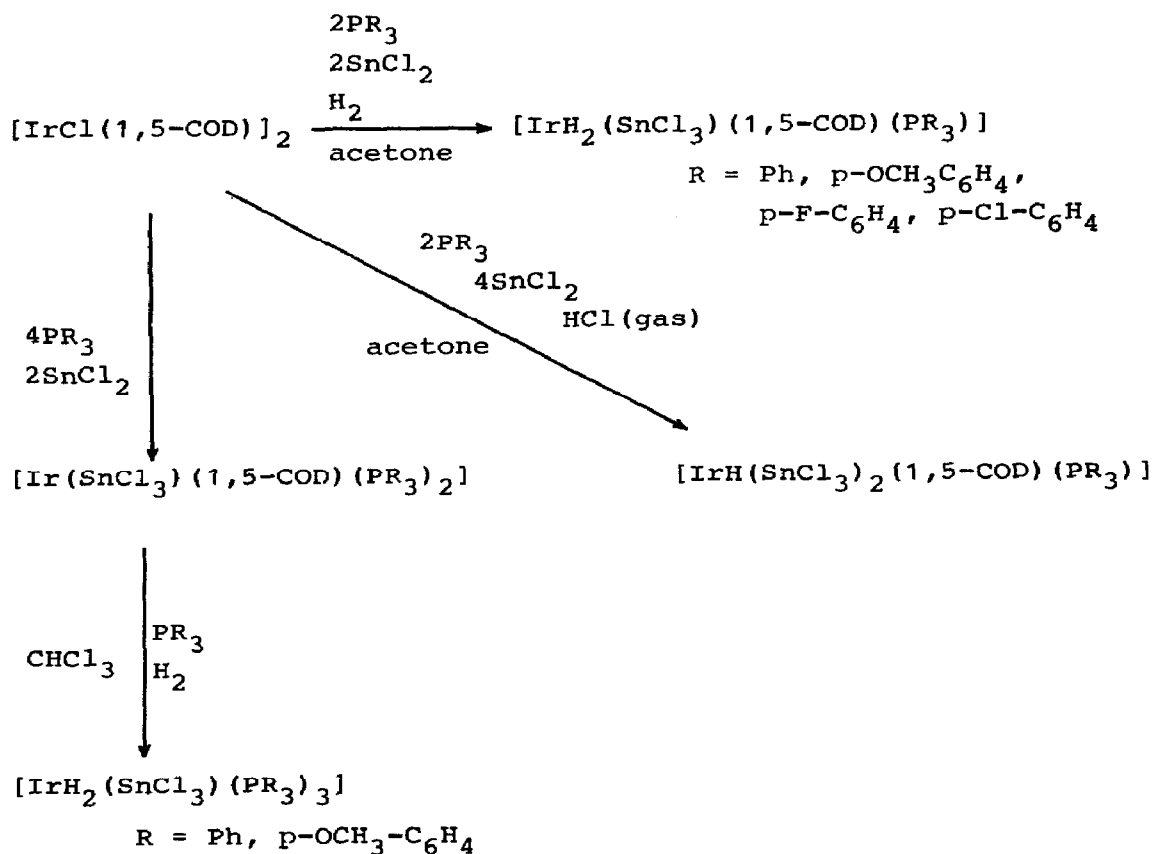 2PR3
2SnCl2
H2
[IrCl(1,5-COD)]2
acetone
[IrH2(SnCl3)(1,5-COD)(PR3)]
R = Ph, p-OCH3C6H4,
p-F-C6H4, p-Cl-C6H4
2PR3
4SnCl2
HCl(gas)
acetone
4PR3
2SnCl2
[Ir(SnCl3)(1,5-COD)(PR3)2]
[IrH(SnCl3)2(1,5-COD)(PR3)]
CHCl3
PR3
H2
[IrH2(SnCl3)(PR3)3]
R = Ph, p-OCH3-C6H4